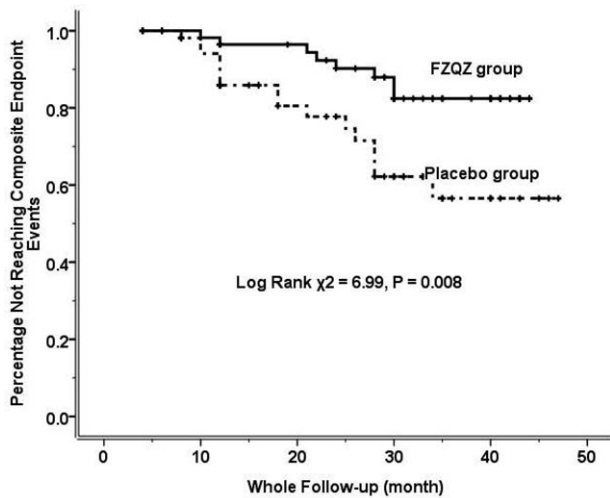 Percentage Not Reaching Composite Endpoint
Events
1.0
0.8
0.6
0.4
0.2
0.0
FZQZ group
Placebo group
Log Rank χ2 = 6.99, P = 0.008
0 10 20 30 40 50
Whole Follow-up (month)